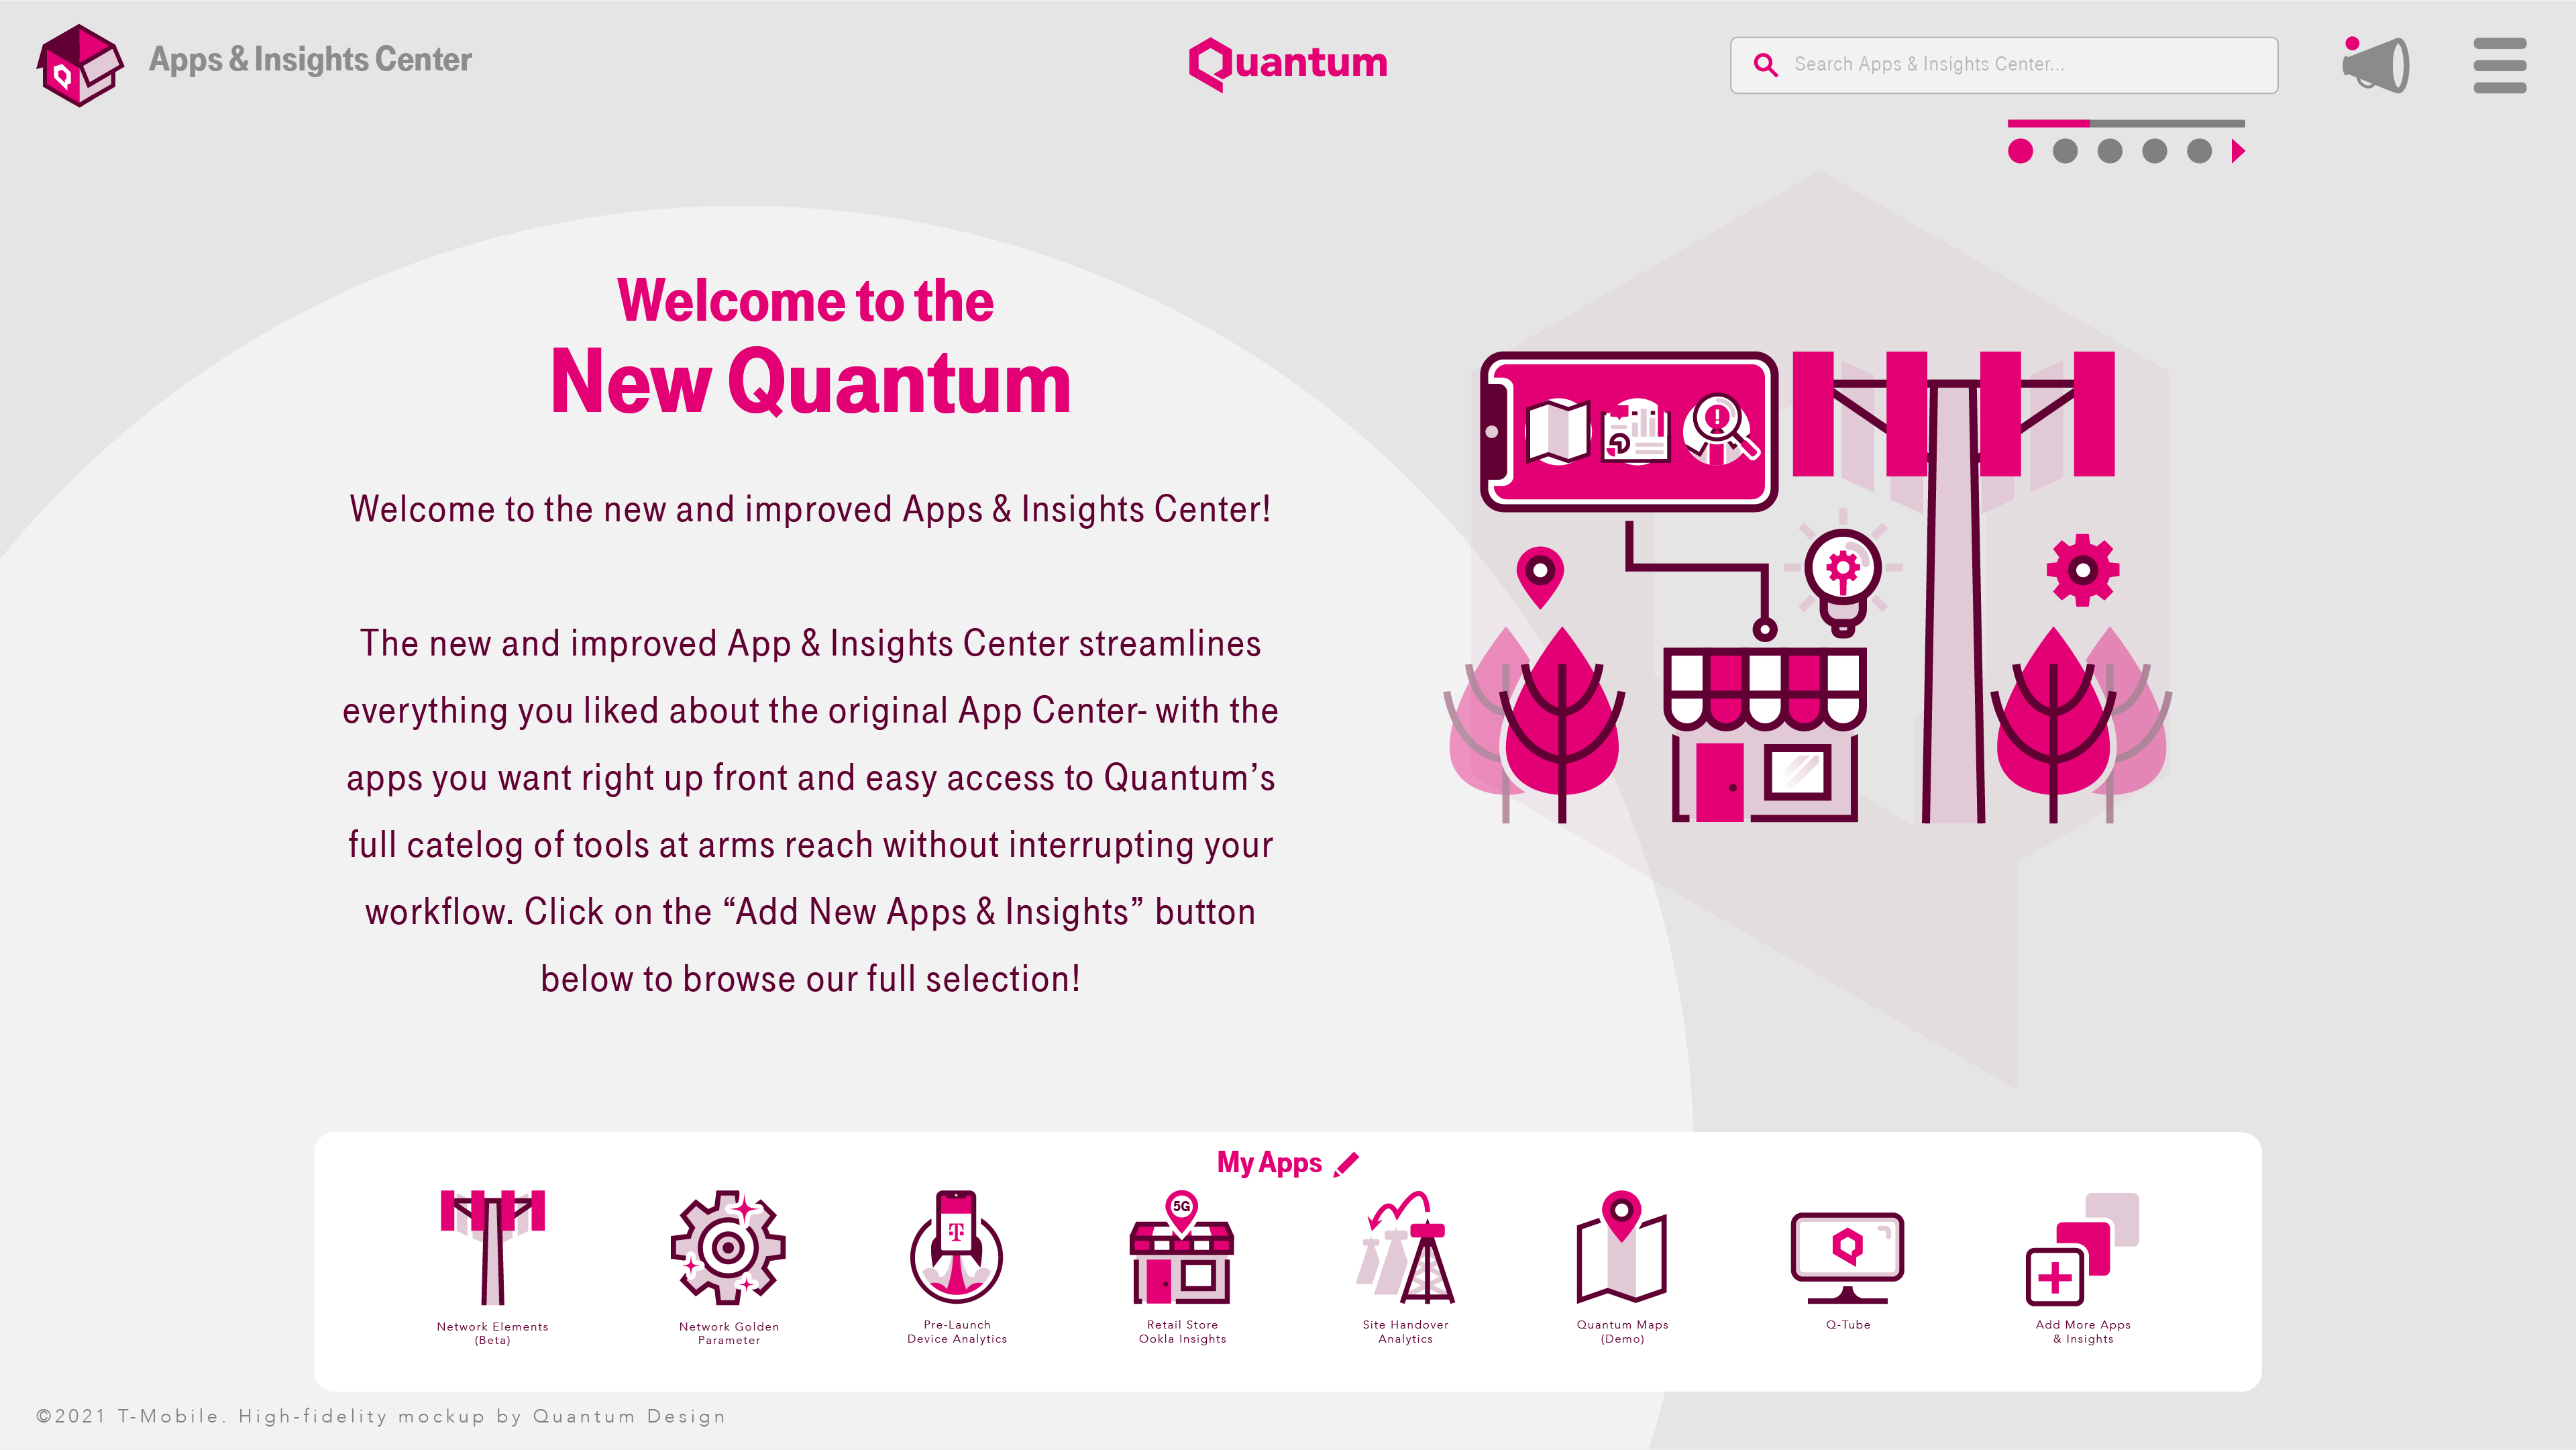 Apps & Insights Center
Quantum
Search Apps & Insights Center...
Welcome to the
New Quantum
Welcome to the new and improved Apps & Insights Center!
The new and improved App & Insights Center streamlines
everything you liked about the original App Center- with the
apps you want right up front and easy access to Quantum’s
full catelog of tools at arms reach without interrupting your
workflow. Click on the “Add New Apps & Insights” button
below to browse our full selection!
My Apps
T
5G
Network Elements
(Beta)
Network Golden
Parameter
Pre-Launch
Device Analytics
Retail Store
Ookla Insights
Site Handover
Analytics
Quantum Maps
(Demo)
Q-Tube
Add More Apps
& Insights
©2021 T-Mobile. High-fidelity mockup by Quantum Design